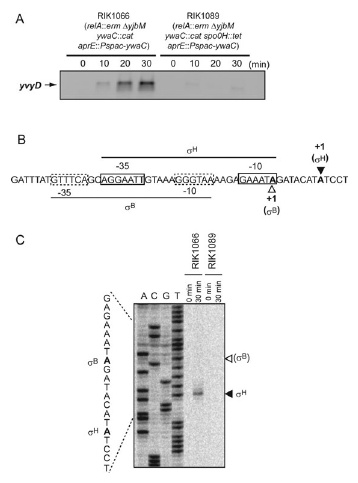 A
RIK1066 RIK1089
(relA::erm ΔyjbM (relA::erm ΔyjbM
ywaC::cat ywaC::cat spo0H::tet
aprE::Pspac-ywaC) aprE::Pspac-ywaC)
0 10 20 30 0 10 20 30 (min)
yvyD
B
σH
-35 -10
+1
(σH)
GATTTATGTTTCAGCAGGAATTGTAAAGGGTAAAAGAGAAATAGATACATATCCT
-35 -10
σB
+1
(σB)
C
RIK1066
RIK1089
0 min
30 min
0 min
30 min
A C G T
G
A
G
A
A
A
T
A
G
A
T
A
C
A
T
A
T
C
C
T
σB
σH
(σB)
σH